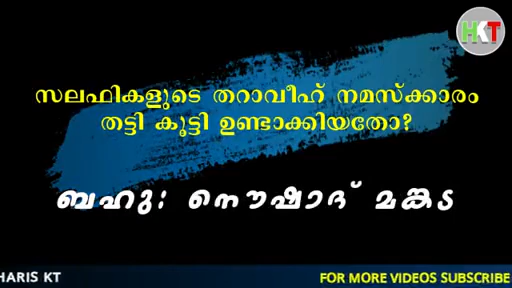 HKT
സലഫികളുടെ തറാവീഹ് നമസ്ക്കാരം
തട്ടി കൂട്ടി ഉണ്ടാക്കിയതോ?
ബഹു: നൌഷാദ് മങ്കട
HARIS KT
FOR MORE VIDEOS SUBSCRIBE